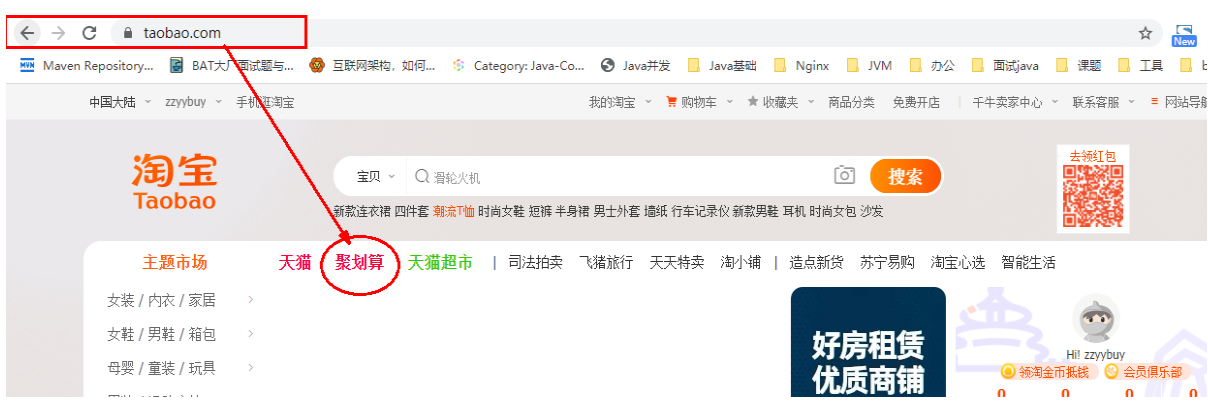 taobao.com
New
Maven Repository... BAT大厂面试题与... 互联网架构，如何... Category: Java-Co... Java并发 Java基础 Nginx JVM 办公 面试java 课题 工具
中国大陆 zzyybuy 手机逛淘宝 我的淘宝 购物车 收藏夹 商品分类 免费开店 千牛卖家中心 联系客服 网站导航
去领红包
淘宝
Taobao
宝贝 滑轮火机 搜索
新款连衣裙 四件套 潮流T恤 时尚女鞋 短裤 半身裙 男士外套 墙纸 行车记录仪 新款男鞋 耳机 时尚女包 沙发
主题市场 天猫 聚划算 天猫超市 | 司法拍卖 飞猪旅行 天天特卖 淘小铺 | 造点新货 苏宁易购 淘宝心选 智能生活
女装 / 内衣 / 家居
女鞋 / 男鞋 / 箱包
母婴 / 童装 / 玩具
好房租赁
优质商铺
Hi! zzyybuy
领淘金币抵钱 会员俱乐部
0 0 0 0